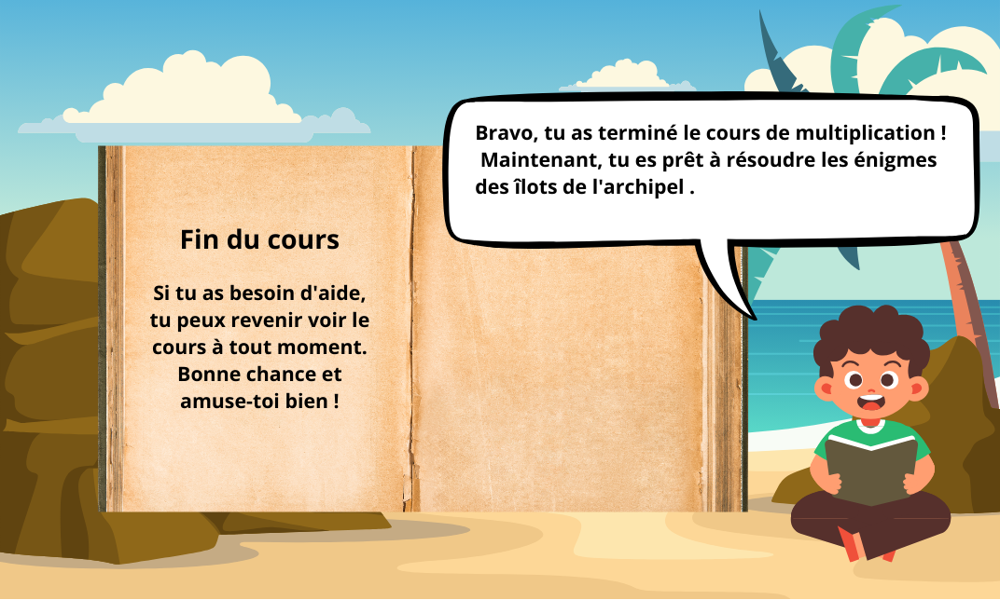 Bravo, tu as terminé le cours de multiplication !
Maintenant, tu es prêt à résoudre les énigmes
des îlots de l'archipel .
Fin du cours
Si tu as besoin d'aide,
tu peux revenir voir le
cours à tout moment.
Bonne chance et
amuse-toi bien !